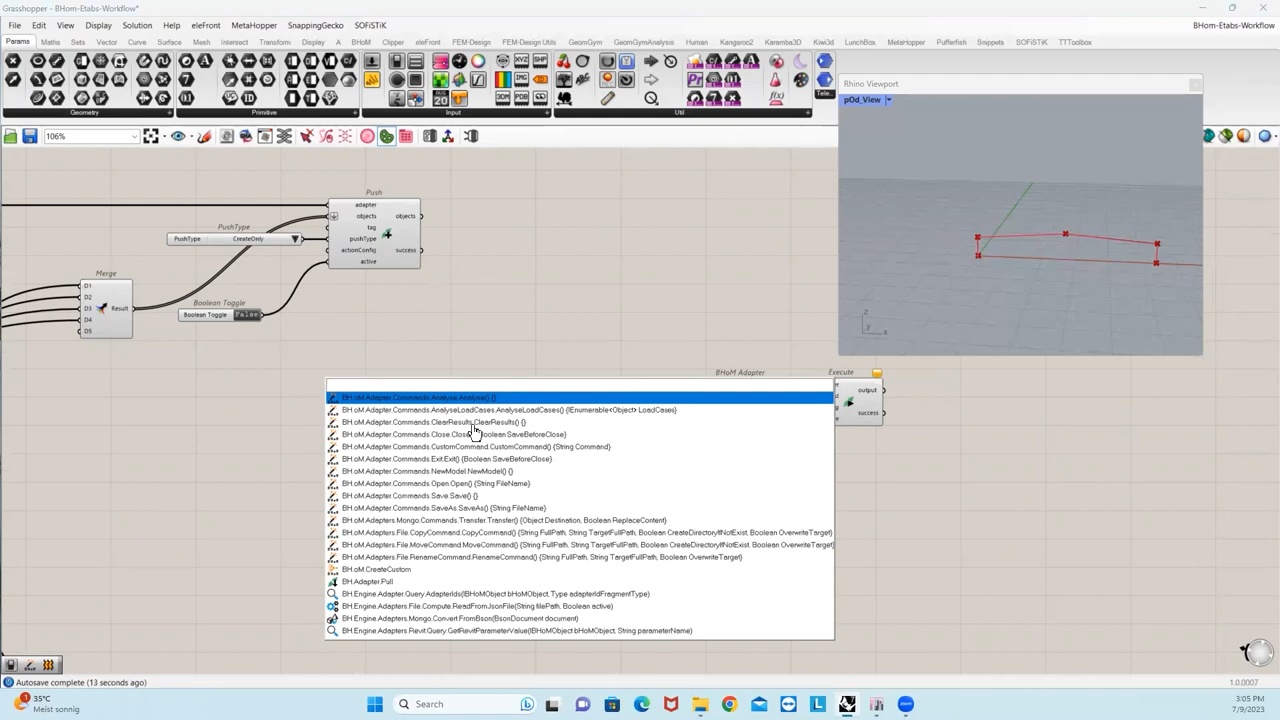 Grasshopper - BHom-Etabs-Workflow*
File Edit View Display Solution Help eleFront MetaHopper SnappingGecko SOFiSTiK
BHom-Etabs-Workflow*
Params Maths Sets Vector Curve Surface Mesh Intersect Transform Display A BHoM Clipper eleFront FEM-Design FEM-Design Utils GeomGym GeomGymAnalysis Human Kangaroo2 Karamba3D Kiwi3d LunchBox MetaHopper Pufferfish Snippets SOFiSTiK TTToolbox
Geometry Primitive Input Util Tele...
106%
Rhino Viewport
pOd_View
Push
adapter
objects objects
tag
pushType
actionConfig success
active
PushType
PushType CreateOnly
Merge
D1
D2
D3 Result
D4
D5
Boolean Toggle
Boolean Toggle False
z
y
x
BHoM Adapter Execute
output
success
BH.oM.Adapter.Commands.Analyse.Analyse() {}
BH.oM.Adapter.Commands.AnalyseLoadCases.AnalyseLoadCases() {IEnumerable<Object> LoadCases}
BH.oM.Adapter.Commands.ClearResults.ClearResults() {}
BH.oM.Adapter.Commands.Close.Close() {Boolean SaveBeforeClose}
BH.oM.Adapter.Commands.CustomCommand.CustomCommand() {String Command}
BH.oM.Adapter.Commands.Exit.Exit() {Boolean SaveBeforeClose}
BH.oM.Adapter.Commands.NewModel.NewModel() {}
BH.oM.Adapter.Commands.Open.Open() {String FileName}
BH.oM.Adapter.Commands.Save.Save() {}
BH.oM.Adapter.Commands.SaveAs.SaveAs() {String FileName}
BH.oM.Adapters.Mongo.Commands.Transfer.Transfer() {Object Destination, Boolean ReplaceContent}
BH.oM.Adapters.File.CopyCommand.CopyCommand() {String FullPath, String TargetFullPath, Boolean CreateDirectoryIfNotExist, Boolean OverwriteTarget}
BH.oM.Adapters.File.MoveCommand.MoveCommand() {String FullPath, String TargetFullPath, Boolean CreateDirectoryIfNotExist, Boolean OverwriteTarget}
BH.oM.Adapters.File.RenameCommand.RenameCommand() {String FullPath, String TargetFullPath, Boolean OverwriteTarget}
BH.oM.CreateCustom
BH.Adapter.Pull
BH.Engine.Adapter.Query.AdapterIds(IBHoMObject bHoMObject, Type adapterIdFragmentType)
BH.Engine.Adapters.File.Compute.ReadFromJsonFile(String filePath, Boolean active)
BH.Engine.Adapters.Mongo.Convert.FromBson(BsonDocument document)
BH.Engine.Adapters.Revit.Query.GetRevitParameterValue(IBHoMObject bHoMObject, String parameterName)
Autosave complete (13 seconds ago)
1.0.0007
35°C
Meist sonnig
Search
3:05 PM
7/9/2023